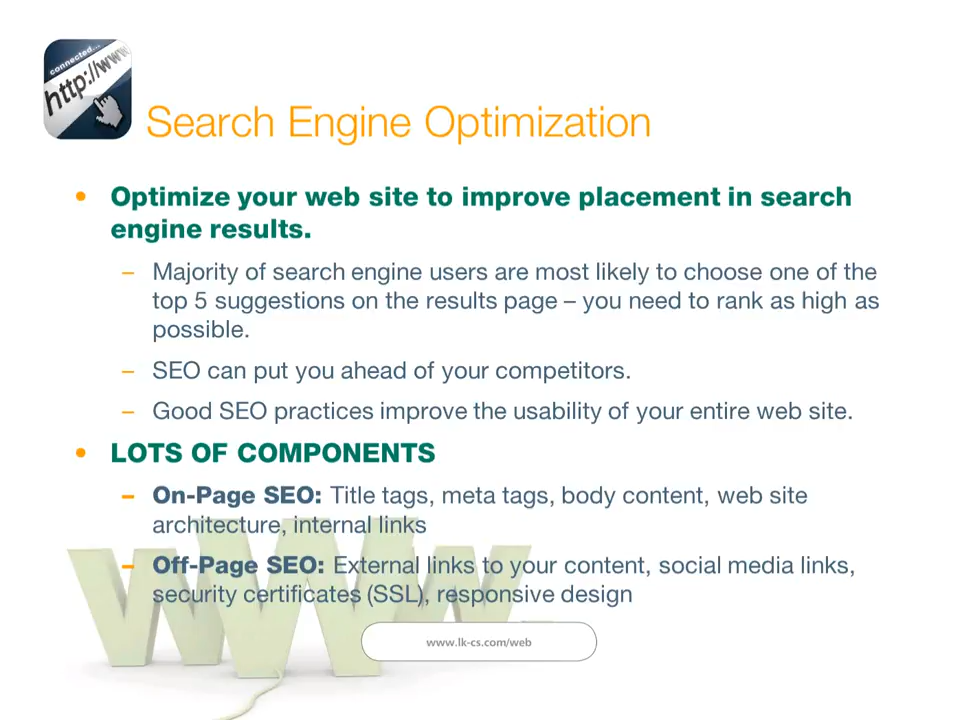 connected...
http://www
Search Engine Optimization
• Optimize your web site to improve placement in search
engine results.
– Majority of search engine users are most likely to choose one of the
top 5 suggestions on the results page – you need to rank as high as
possible.
– SEO can put you ahead of your competitors.
– Good SEO practices improve the usability of your entire web site.
• LOTS OF COMPONENTS
– On-Page SEO: Title tags, meta tags, body content, web site
architecture, internal links
– Off-Page SEO: External links to your content, social media links,
security certificates (SSL), responsive design
www.
www.lk-cs.com/web